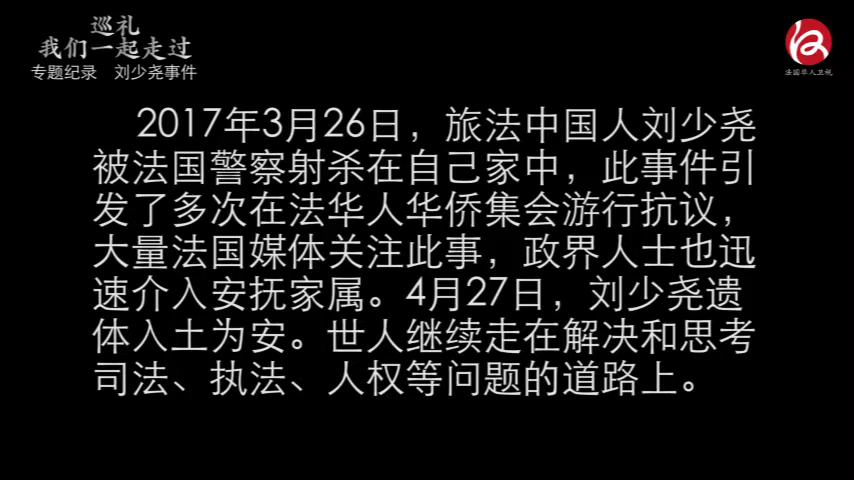 巡礼
我们一起走过
专题纪录 刘少尧事件
法国华人卫视
2017年3月26日，旅法中国人刘少尧
被法国警察射杀在自己家中，此事件引
发了多次在法华人华侨集会游行抗议，
大量法国媒体关注此事，政界人士也迅
速介入安抚家属。4月27日，刘少尧遗
体入土为安。世人继续走在解决和思考
司法、执法、人权等问题的道路上。